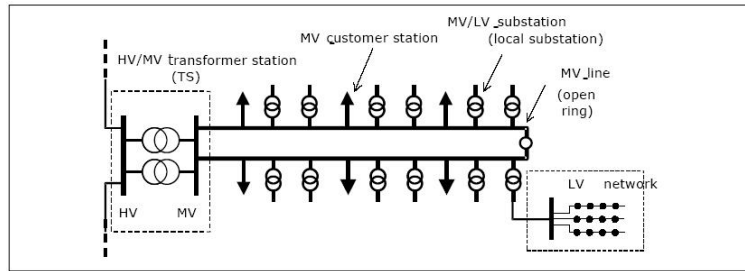 MV/LV substation
(local substation)
MV customer station
HV/MV transformer station
(TS)
MV line
(open
ring)
HV
MV
LV network